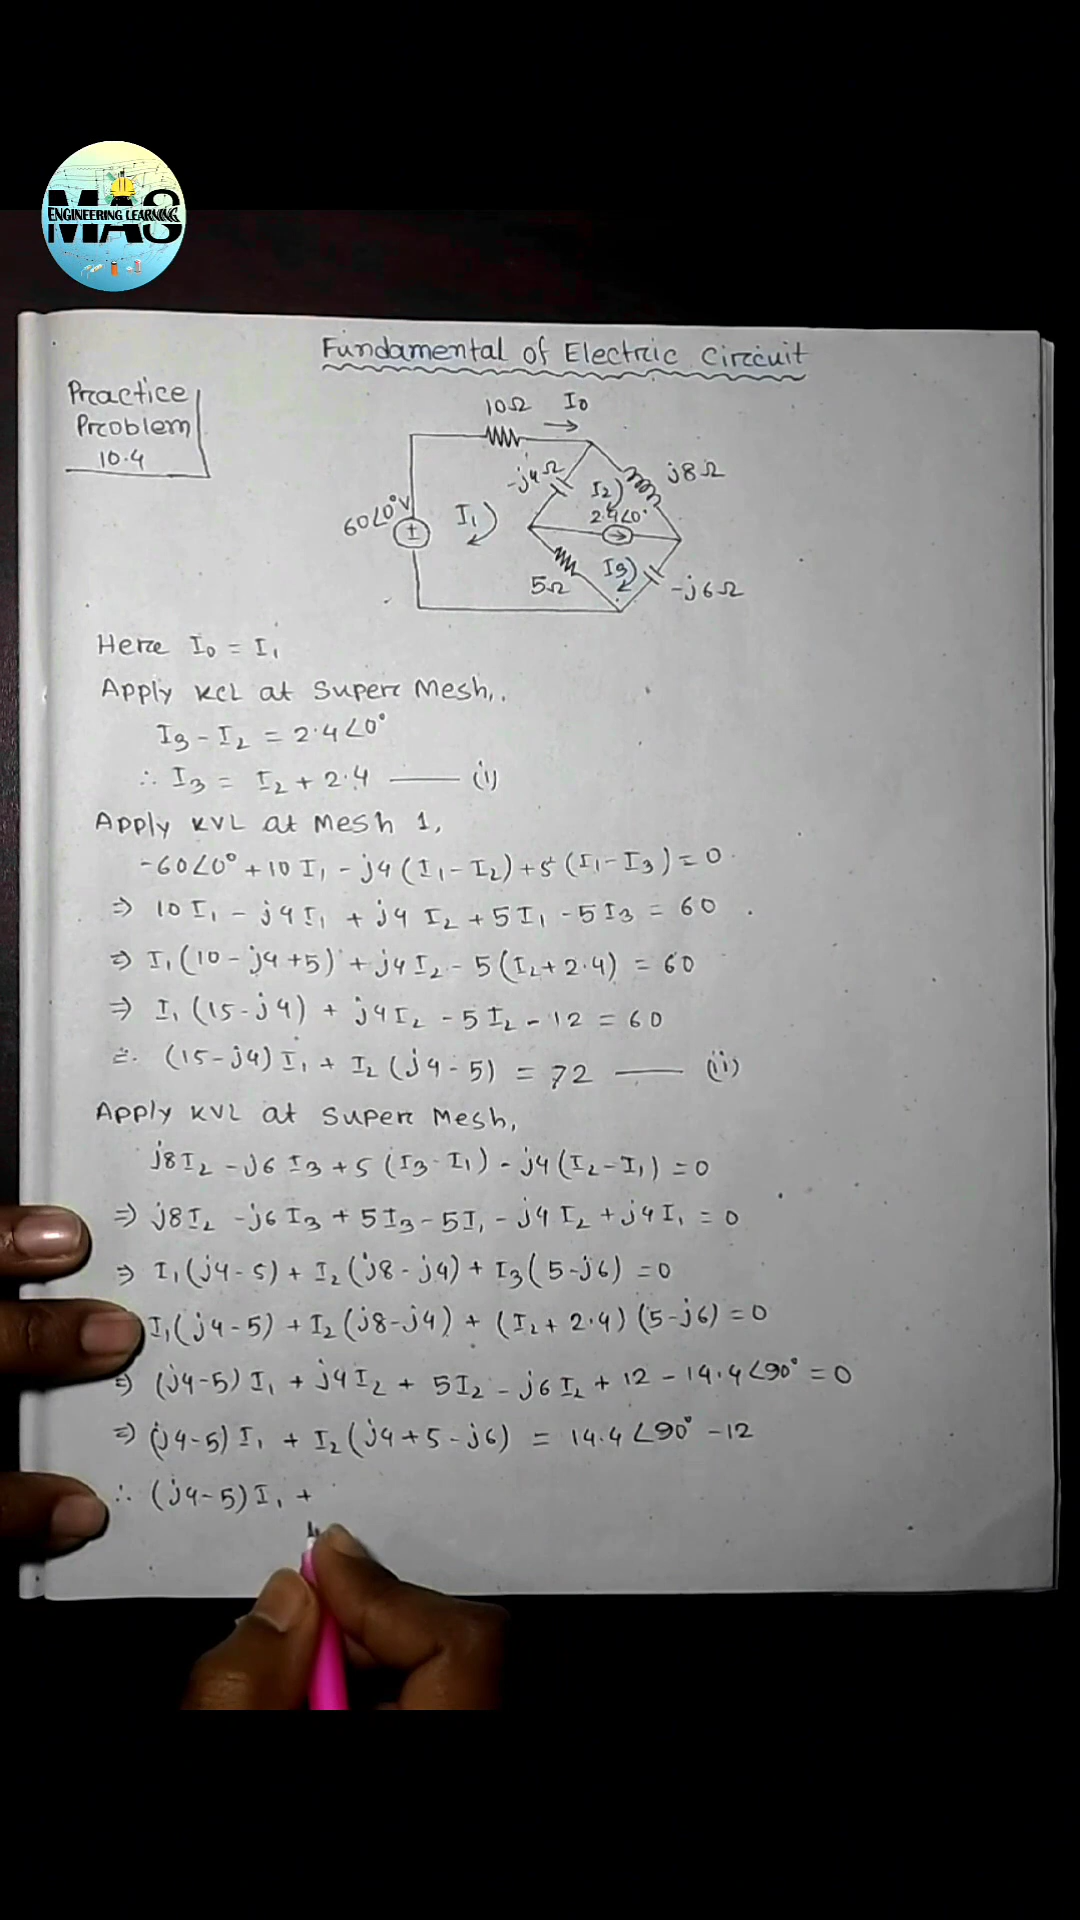 MAS
ENGINEERING LEARNING
Fundamental of Electric Circuit
Practice
Problem
10.4
10Ω
I₀
-j4Ω
j8Ω
I₂
2.4∠0°
60∠0°V
I₁
I₃
5Ω
-j6Ω
Here I₀ = I₁
Apply KCL at Super Mesh,.
I₃ - I₂ = 2.4∠0°
∴ I₃ = I₂ + 2.4 —— (i)
Apply KVL at Mesh 1,
-60∠0° + 10 I₁ - j4 (I₁ - I₂) + 5 (I₁ - I₃) = 0
⇒ 10 I₁ - j4 I₁ + j4 I₂ + 5 I₁ - 5 I₃ = 60
⇒ I₁ (10 - j4 + 5) + j4 I₂ - 5 (I₂ + 2.4) = 60
⇒ I₁ (15 - j4) + j4 I₂ - 5 I₂ - 12 = 60
∴ (15 - j4) I₁ + I₂ (j4 - 5) = 72 —— (ii)
Apply KVL at Super Mesh,
j8 I₂ - j6 I₃ + 5 (I₃ - I₁) - j4 (I₂ - I₁) = 0
⇒ j8 I₂ - j6 I₃ + 5 I₃ - 5 I₁ - j4 I₂ + j4 I₁ = 0
⇒ I₁ (j4 - 5) + I₂ (j8 - j4) + I₃ (5 - j6) = 0
I₁ (j4 - 5) + I₂ (j8 - j4) + (I₂ + 2.4) (5 - j6) = 0
⇒ (j4 - 5) I₁ + j4 I₂ + 5 I₂ - j6 I₂ + 12 - 14.4∠90° = 0
⇒ (j4 - 5) I₁ + I₂ (j4 + 5 - j6) = 14.4∠90° - 12
∴ (j4 - 5) I₁ +